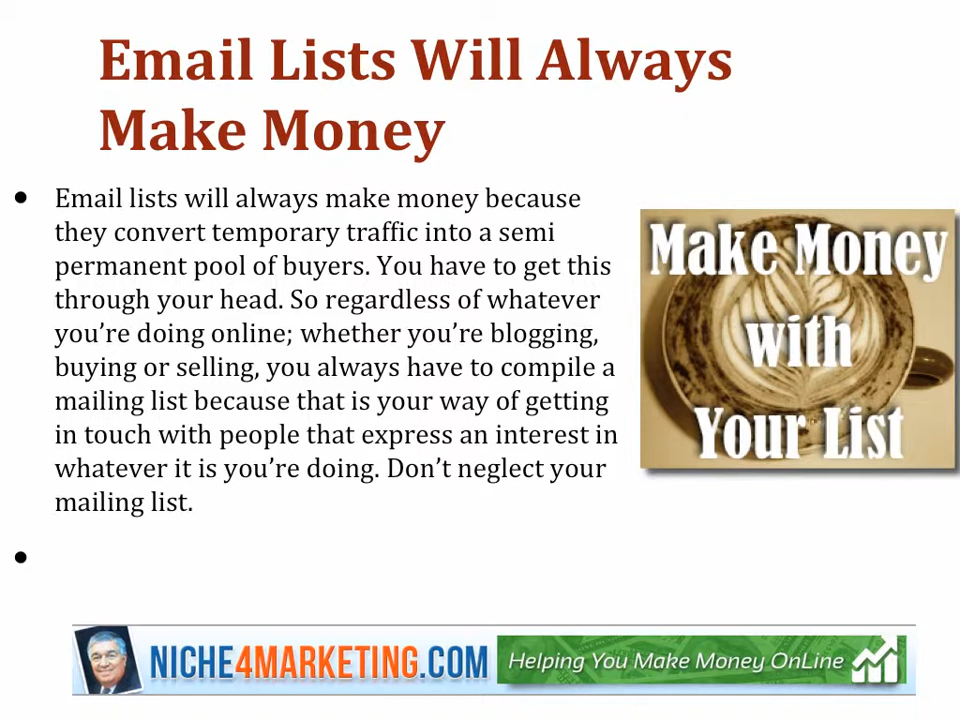 Email Lists Will Always
Make Money
Email lists will always make money because
they convert temporary traffic into a semi
permanent pool of buyers. You have to get this
through your head. So regardless of whatever
you’re doing online; whether you’re blogging,
buying or selling, you always have to compile a
mailing list because that is your way of getting
in touch with people that express an interest in
whatever it is you’re doing. Don’t neglect your
mailing list.
Make Money
with
Your List
NICHE4MARKETING.COM
Helping You Make Money OnLine